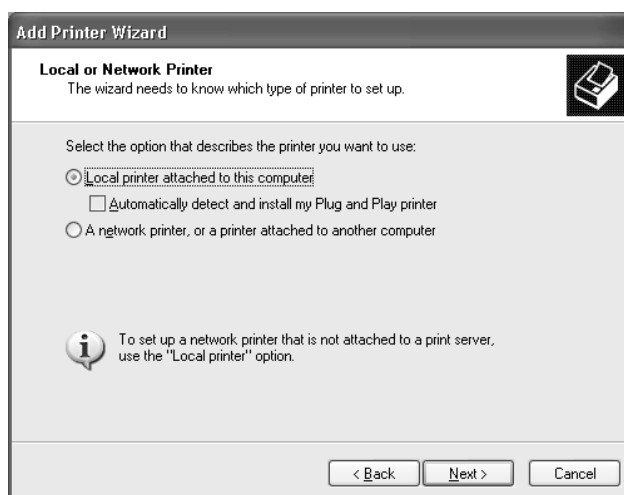 Add Printer Wizard
Local or Network Printer
The wizard needs to know which type of printer to set up.
Select the option that describes the printer you want to use:
Local printer attached to this computer
Automatically detect and install my Plug and Play printer
A network printer, or a printer attached to another computer
To set up a network printer that is not attached to a print server,
use the "Local printer" option.
< Back
Next >
Cancel